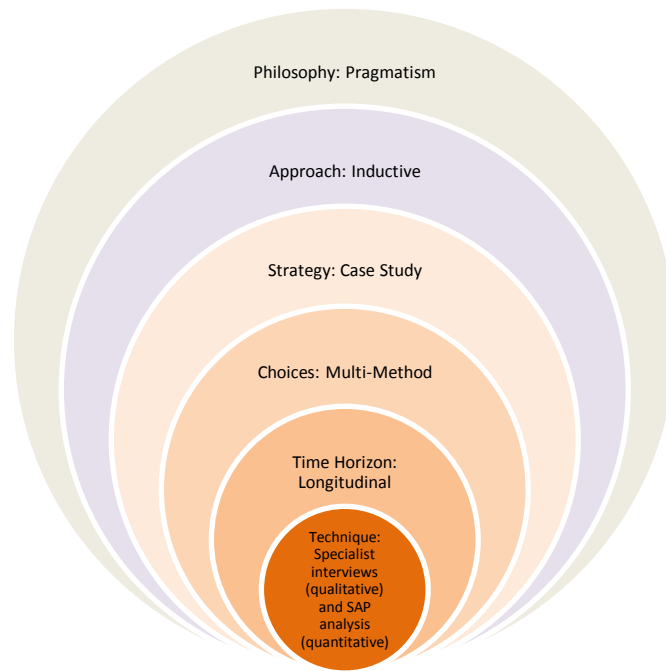 Philosophy: Pragmatism
Approach: Inductive
Strategy: Case Study
Choices: Multi-Method
Time Horizon:
Longitudinal
Technique:
Specialist
interviews
(qualitative)
and SAP
analysis
(quantitative)